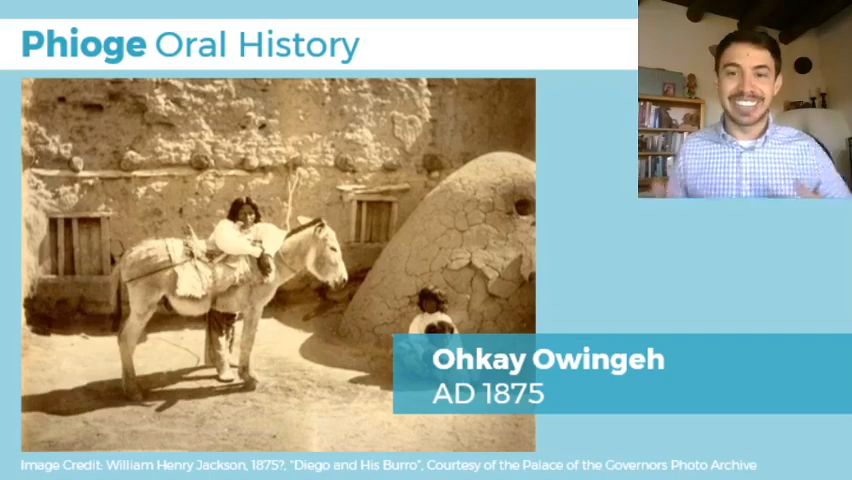 Phioge Oral History
Ohkay Owingeh
AD 1875
Image Credit: William Henry Jackson, 1875?, "Diego and His Burro", Courtesy of the Palace of the Governors Photo Archive